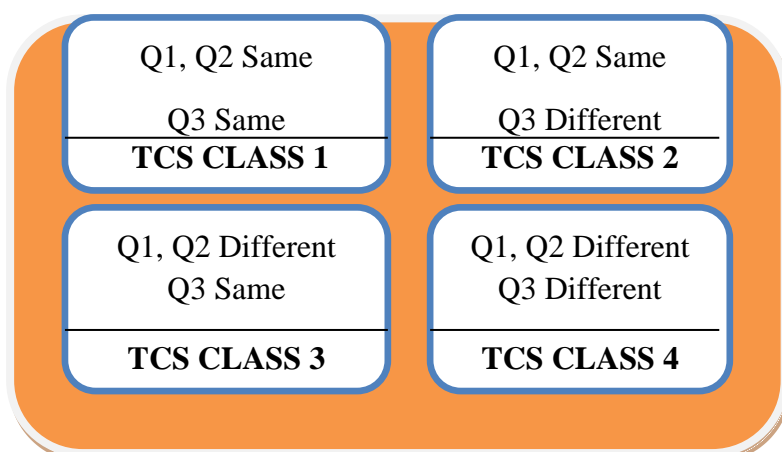 Q1, Q2 Same
Q3 Same
TCS CLASS 1
Q1, Q2 Same
Q3 Different
TCS CLASS 2
Q1, Q2 Different
Q3 Same
TCS CLASS 3
Q1, Q2 Different
Q3 Different
TCS CLASS 4